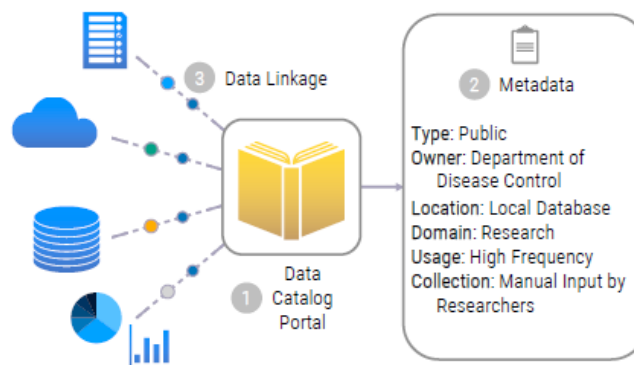 3 Data Linkage
1 Data
Catalog
Portal
2 Metadata
Type: Public
Owner: Department of
Disease Control
Location: Local Database
Domain: Research
Usage: High Frequency
Collection: Manual Input by
Researchers